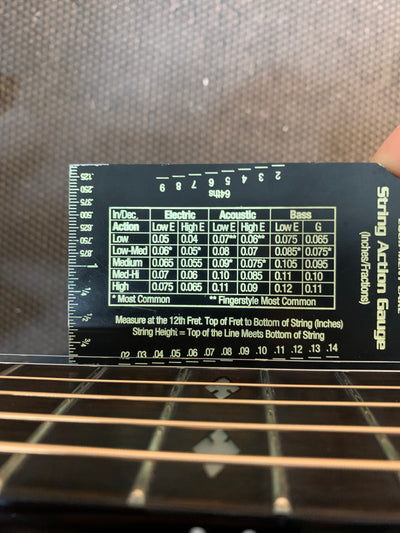 2 3 4 5 6 7 8 9
64ths
.125 .250 .375 .500 .625 .750 .875 1
1/4 1/2 3/4
In/Dec. Electric Acoustic Bass
Action Low E High E Low E High E Low E G
Low 0.05 0.04 0.07** 0.06** 0.075 0.065
Low-Med 0.06* 0.05* 0.08 0.07 0.085* 0.075*
Medium 0.065 0.055 0.09* 0.075* 0.105 0.095
Med-Hi 0.07 0.06 0.10 0.085 0.11 0.10
High 0.075 0.065 0.11 0.09 0.12 0.11
* Most Common ** Fingerstyle Most Common
Measure at the 12th Fret. Top of Fret to Bottom of String (Inches)
String Height = Top of the Line Meets Bottom of String
.02 .03 .04 .05 .06 .07 .08 .09 .10 .11 .12 .13 .14
String Action Gauge
(Inches/Fractions)